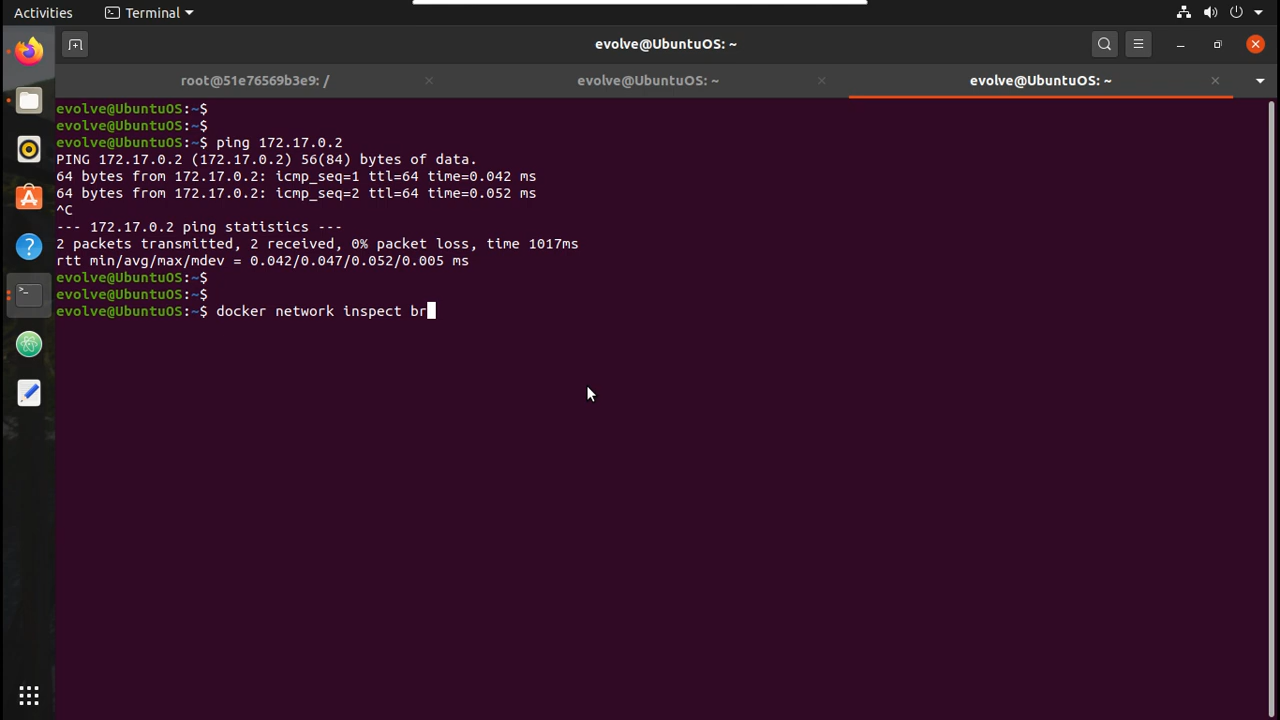 Activities
Terminal
evolve@UbuntuOS: ~
root@51e76569b3e9: /
evolve@UbuntuOS: ~
evolve@UbuntuOS: ~
evolve@UbuntuOS:~$
evolve@UbuntuOS:~$
evolve@UbuntuOS:~$ ping 172.17.0.2
PING 172.17.0.2 (172.17.0.2) 56(84) bytes of data.
64 bytes from 172.17.0.2: icmp_seq=1 ttl=64 time=0.042 ms
64 bytes from 172.17.0.2: icmp_seq=2 ttl=64 time=0.052 ms
^C
--- 172.17.0.2 ping statistics ---
2 packets transmitted, 2 received, 0% packet loss, time 1017ms
rtt min/avg/max/mdev = 0.042/0.047/0.052/0.005 ms
evolve@UbuntuOS:~$
evolve@UbuntuOS:~$
evolve@UbuntuOS:~$ docker network inspect br